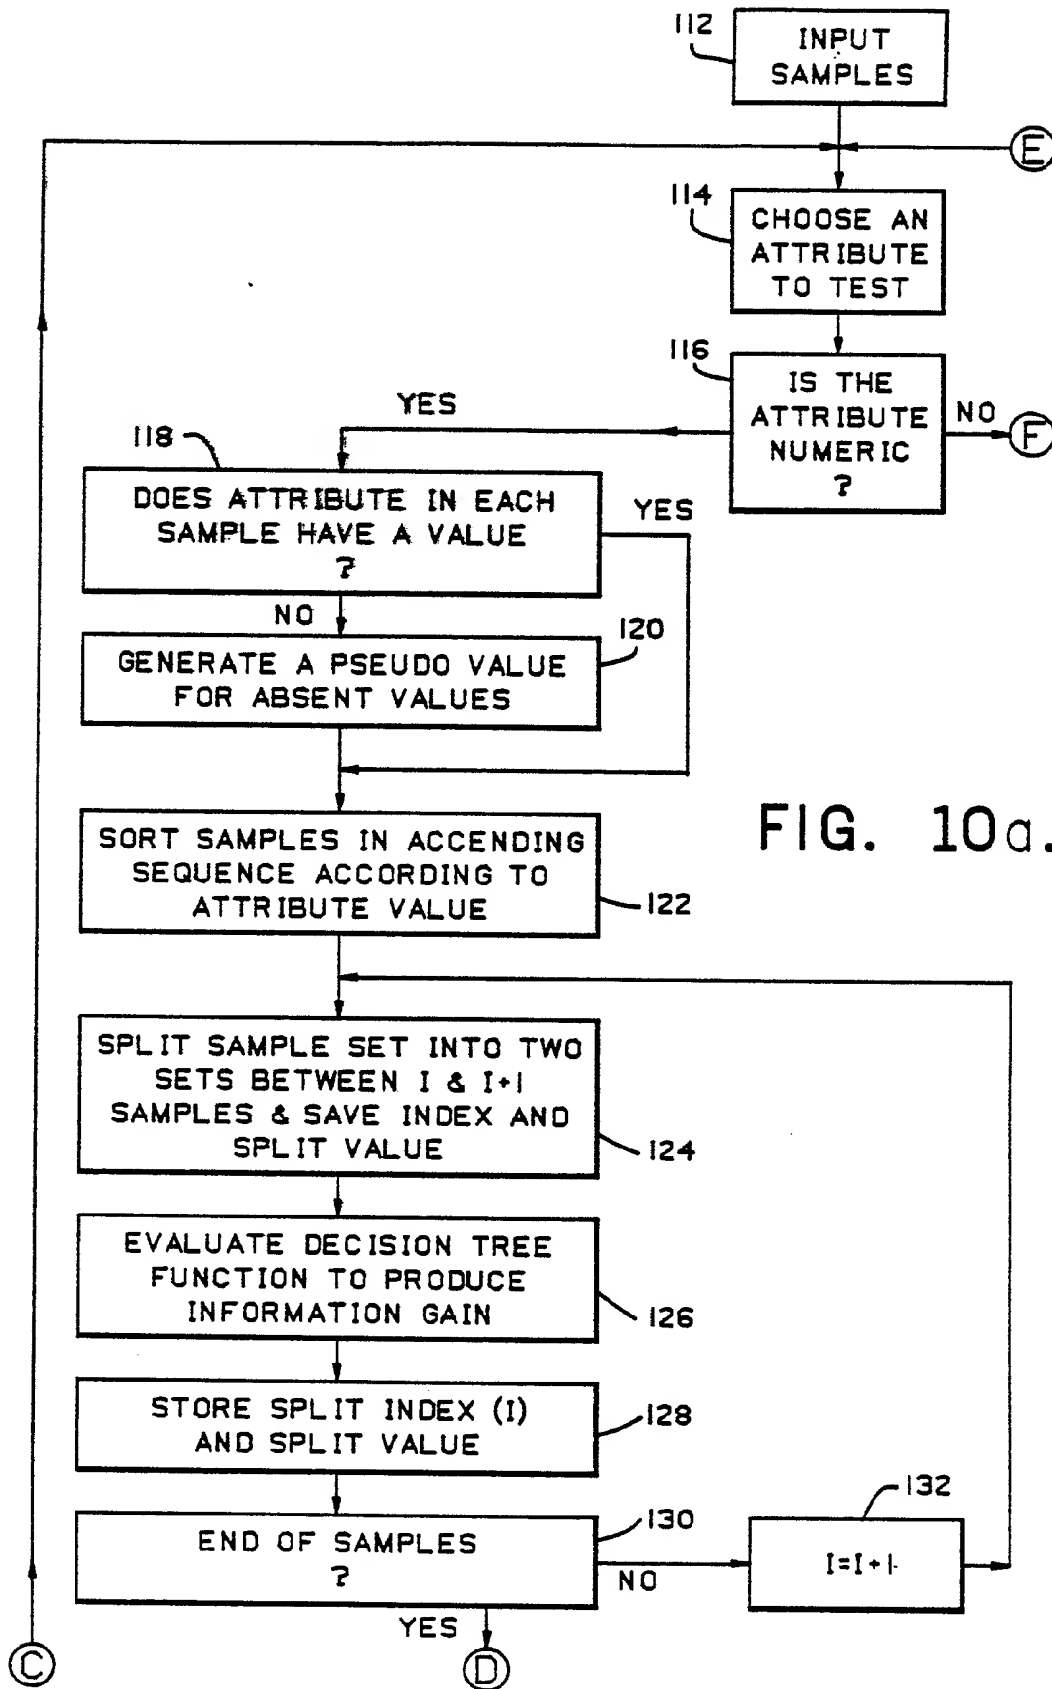 112
INPUT
SAMPLES
E
114
CHOOSE AN
ATTRIBUTE
TO TEST
116
IS THE
ATTRIBUTE
NUMERIC
?
NO
F
YES
118
DOES ATTRIBUTE IN EACH
SAMPLE HAVE A VALUE
?
YES
NO
120
GENERATE A PSEUDO VALUE
FOR ABSENT VALUES
FIG. 10a.
SORT SAMPLES IN ACCENDING
SEQUENCE ACCORDING TO
ATTRIBUTE VALUE
122
SPLIT SAMPLE SET INTO TWO
SETS BETWEEN I & I+1
SAMPLES & SAVE INDEX AND
SPLIT VALUE
124
EVALUATE DECISION TREE
FUNCTION TO PRODUCE
INFORMATION GAIN
126
STORE SPLIT INDEX (I)
AND SPLIT VALUE
128
END OF SAMPLES
?
130
NO
132
I=I+1
YES
C
D